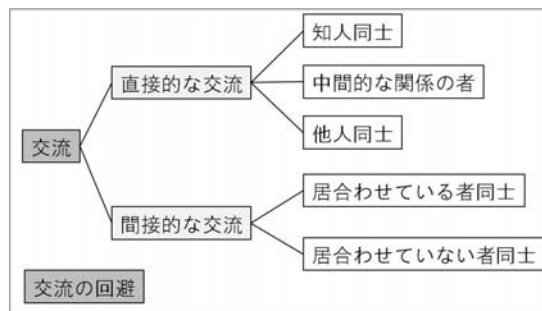 交流
直接的な交流
知人同士
中間的な関係の者
他人同士
間接的な交流
居合わせている者同士
居合わせていない者同士
交流の回避